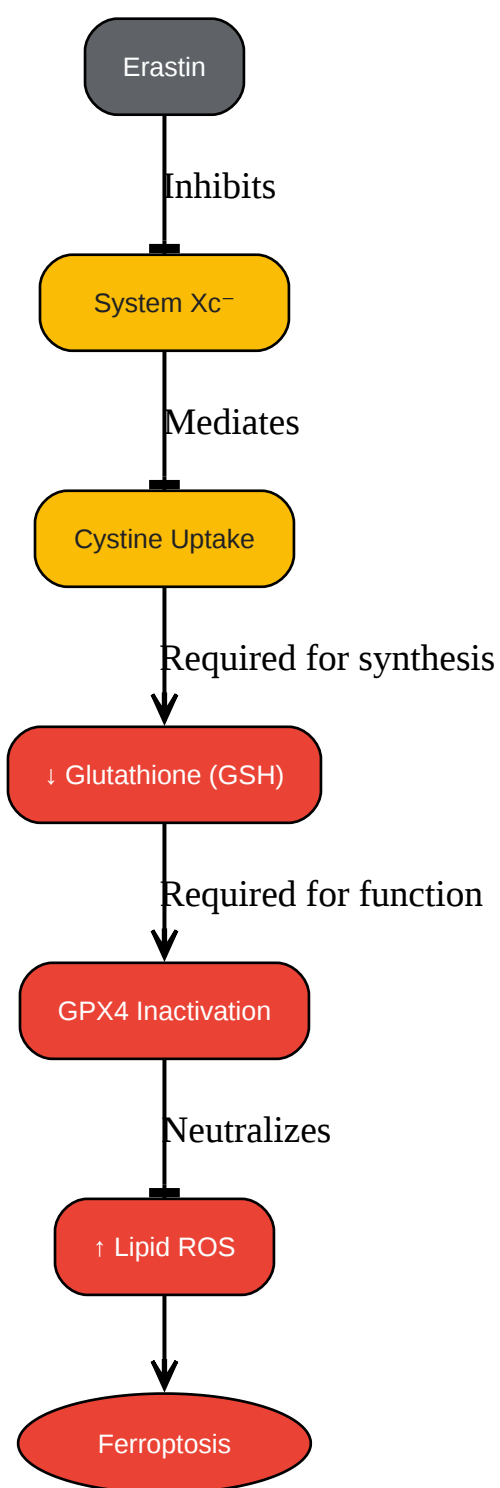 Erastin
Inhibits
System Xc⁻
Mediates
Cystine Uptake
Required for synthesis
↓ Glutathione (GSH)
Required for function
GPX4 Inactivation
Neutralizes
↑ Lipid ROS
Ferroptosis